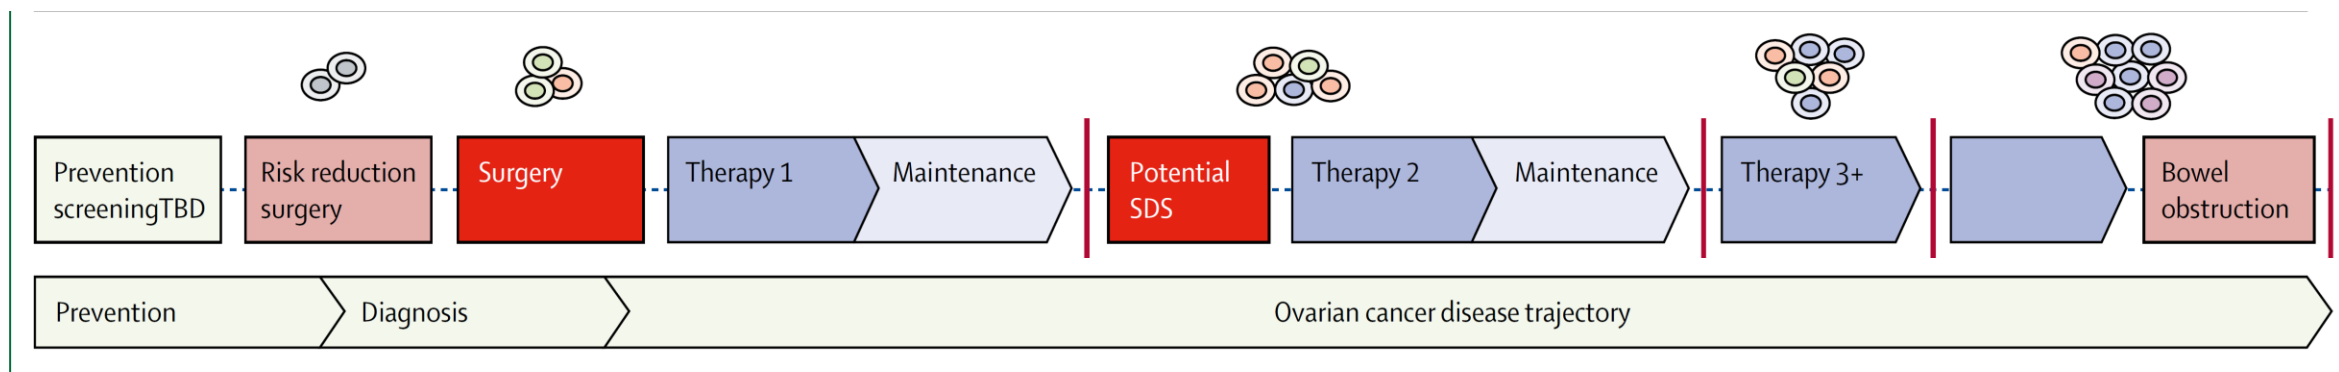 Prevention
screeningTBD
Risk reduction
surgery
Surgery
Therapy 1
Maintenance
Potential
SDS
Therapy 2
Maintenance
Therapy 3+
Bowel
obstruction
Prevention
Diagnosis
Ovarian cancer disease trajectory